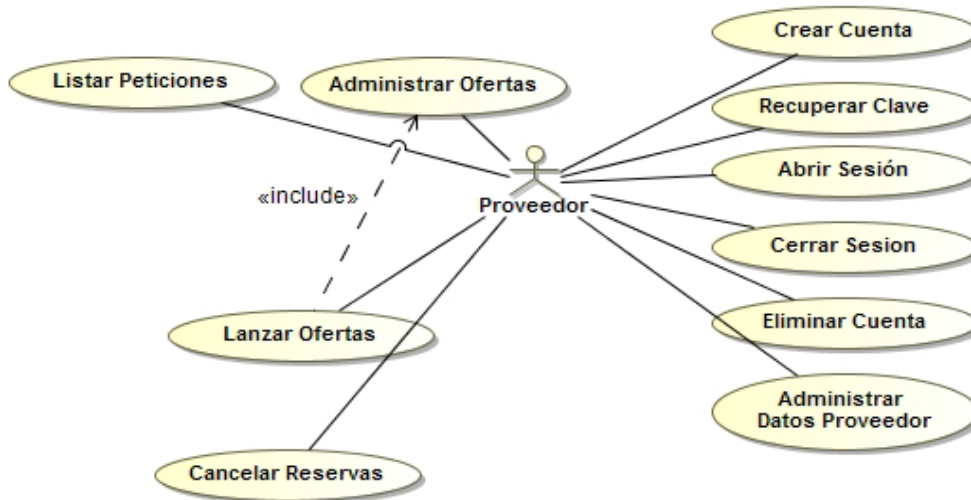 Crear Cuenta
Listar Peticiones
Administrar Ofertas
Recuperar Clave
Abrir Sesión
«include»
Proveedor
Cerrar Sesion
Lanzar Ofertas
Eliminar Cuenta
Administrar
Datos Proveedor
Cancelar Reservas